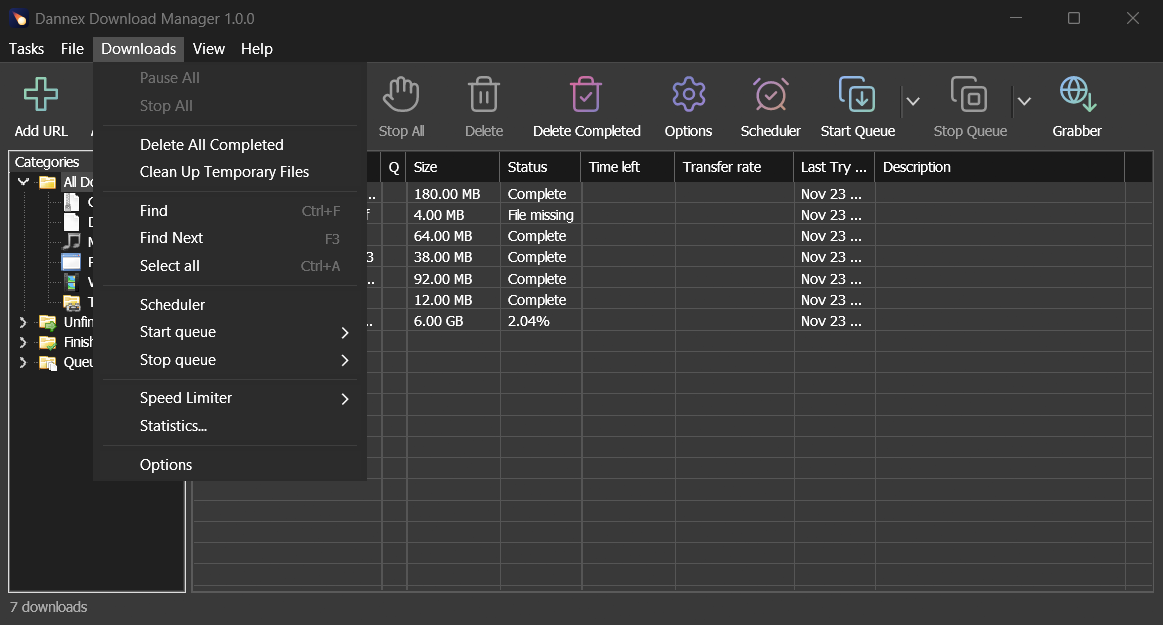 Dannex Download Manager 1.0.0
Tasks File Downloads View Help
Pause All
Stop All
Delete All Completed
Clean Up Temporary Files
Find Ctrl+F
Find Next F3
Select all Ctrl+A
Scheduler
Start queue
Stop queue
Speed Limiter
Statistics...
Options
Add URL Stop All Delete Delete Completed Options Scheduler Start Queue Stop Queue Grabber
Categories
All Do
Unfin
Finish
Queu
Q Size Status Time left Transfer rate Last Try ... Description
... 180.00 MB Complete Nov 23 ...
f 4.00 MB File missing Nov 23 ...
64.00 MB Complete Nov 23 ...
3 38.00 MB Complete Nov 23 ...
... 92.00 MB Complete Nov 23 ...
12.00 MB Complete Nov 23 ...
... 6.00 GB 2.04% Nov 23 ...
7 downloads